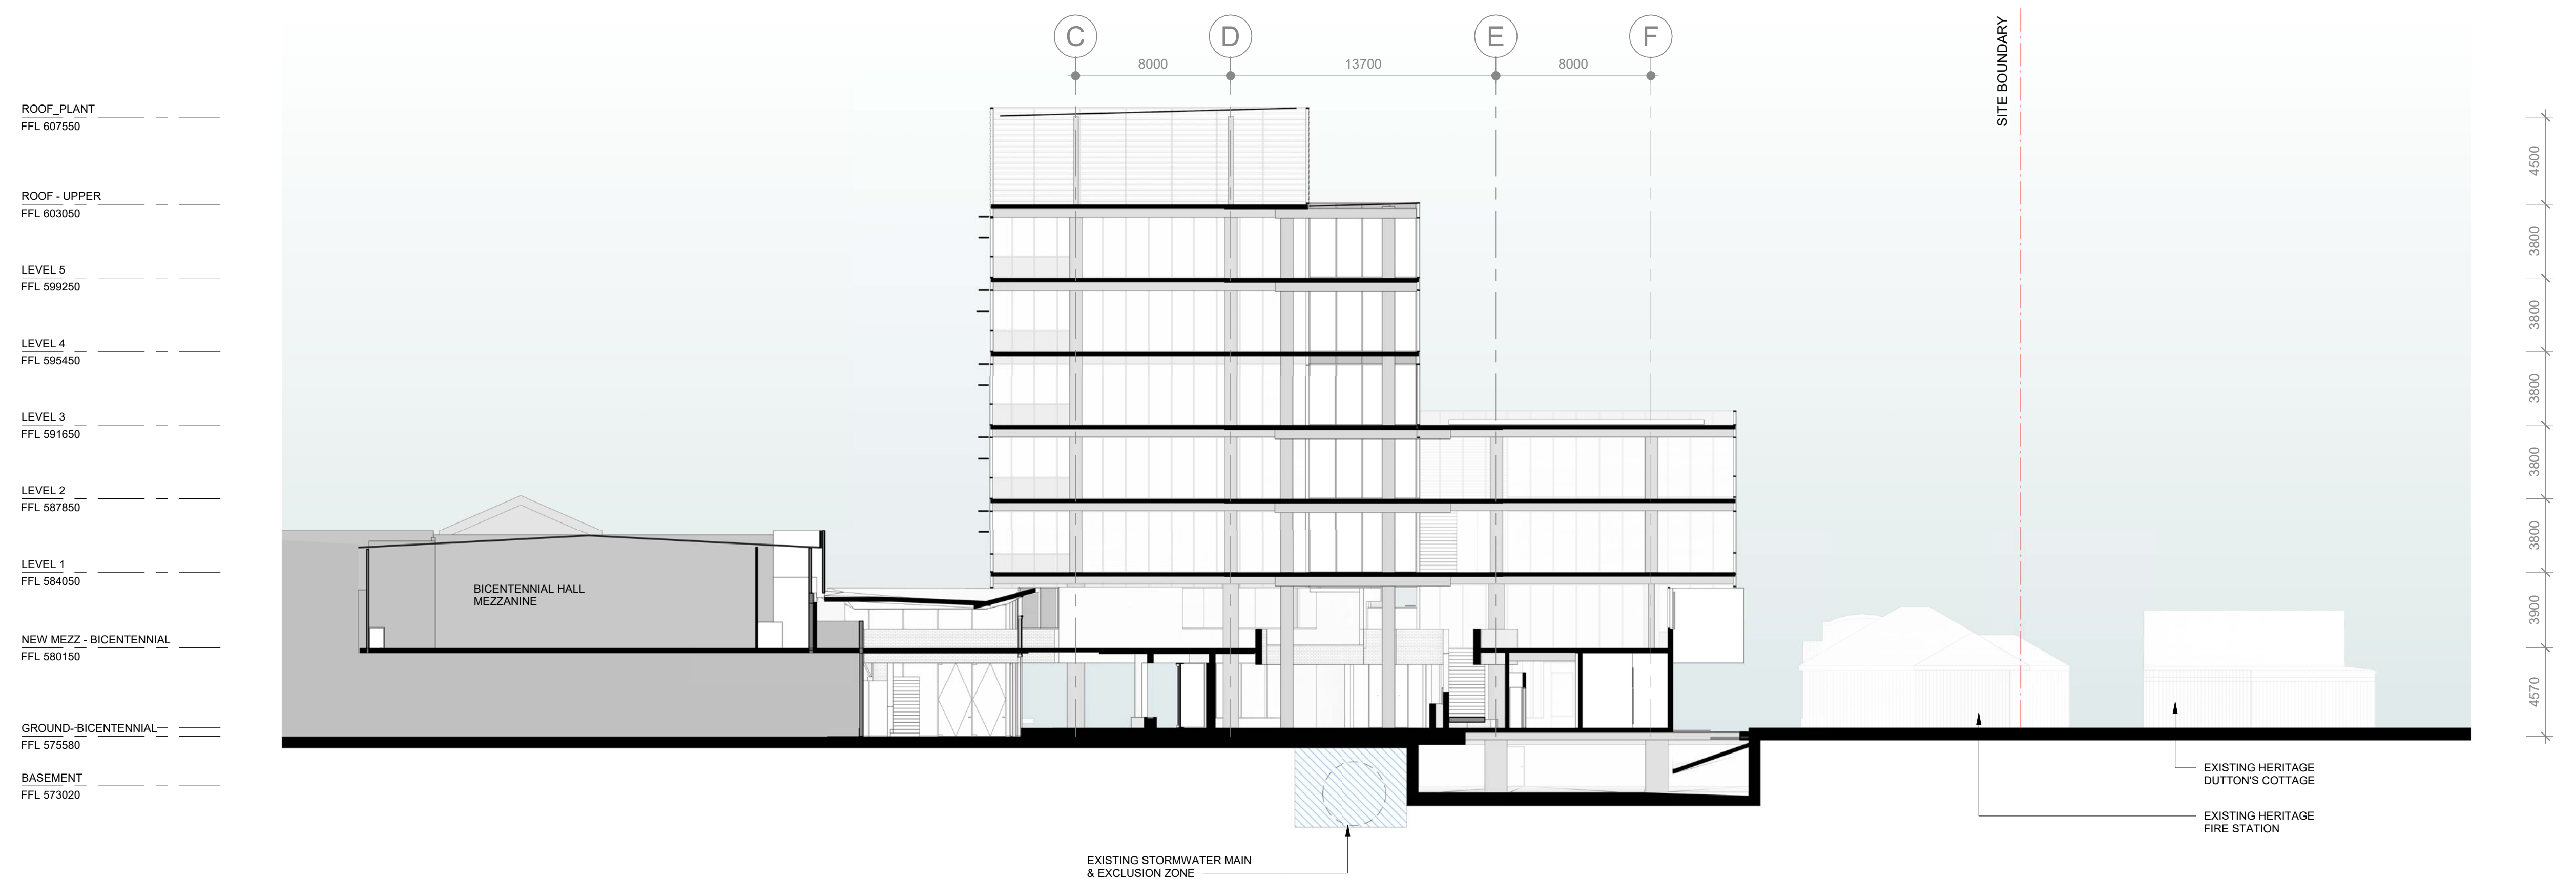 C
D
E
F
8000
13700
8000
SITE BOUNDARY
ROOF_PLANT
FFL 607550
ROOF - UPPER
FFL 603050
LEVEL 5
FFL 599250
LEVEL 4
FFL 595450
LEVEL 3
FFL 591650
LEVEL 2
FFL 587850
LEVEL 1
FFL 584050
NEW MEZZ - BICENTENNIAL
FFL 580150
GROUND- BICENTENNIAL
FFL 575580
BASEMENT
FFL 573020
BICENTENNIAL HALL
MEZZANINE
4500
3800
3800
3800
3800
3800
3900
4570
EXISTING HERITAGE
DUTTON'S COTTAGE
EXISTING HERITAGE
FIRE STATION
EXISTING STORMWATER MAIN
& EXCLUSION ZONE